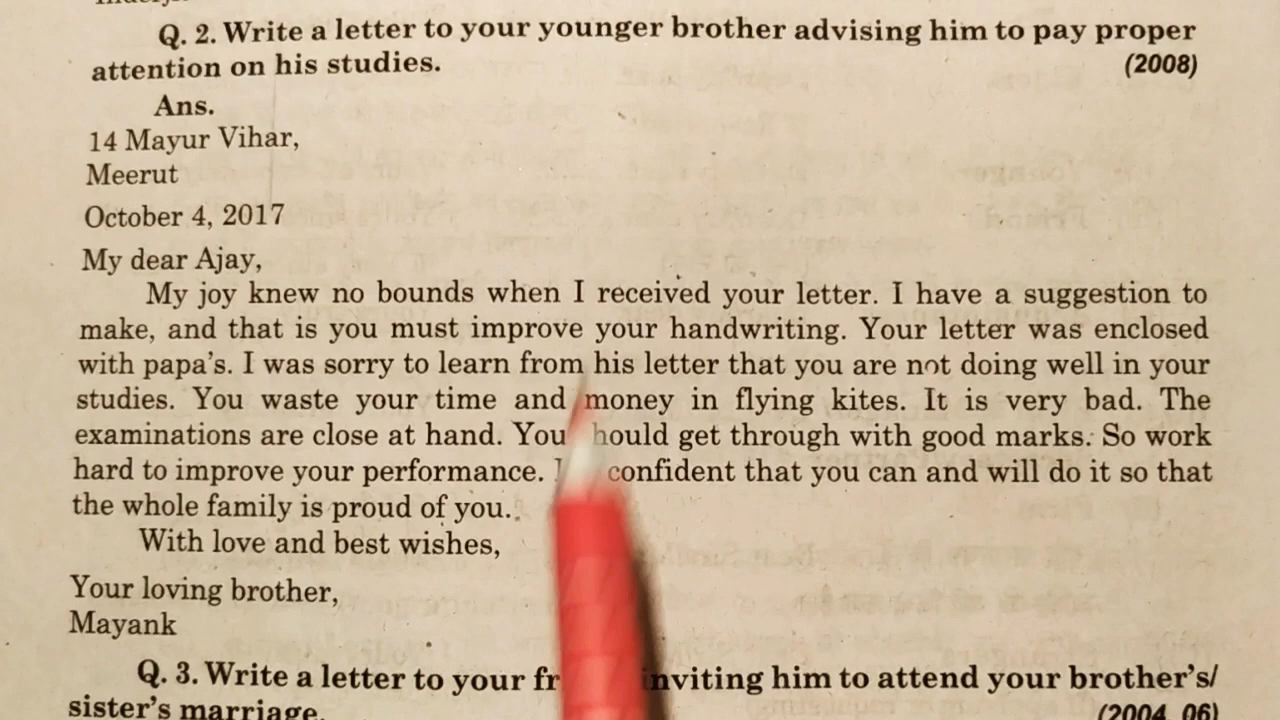 Q. 2. Write a letter to your younger brother advising him to pay proper
attention on his studies. (2008)
Ans.
14 Mayur Vihar,
Meerut
October 4, 2017
My dear Ajay,
My joy knew no bounds when I received your letter. I have a suggestion to
make, and that is you must improve your handwriting. Your letter was enclosed
with papa's. I was sorry to learn from his letter that you are not doing well in your
studies. You waste your time and money in flying kites. It is very bad. The
examinations are close at hand. You hould get through with good marks. So work
hard to improve your performance. confident that you can and will do it so that
the whole family is proud of you.
With love and best wishes,
Your loving brother,
Mayank
Q. 3. Write a letter to your fr inviting him to attend your brother's/
sister's marriage. (2004, 06)